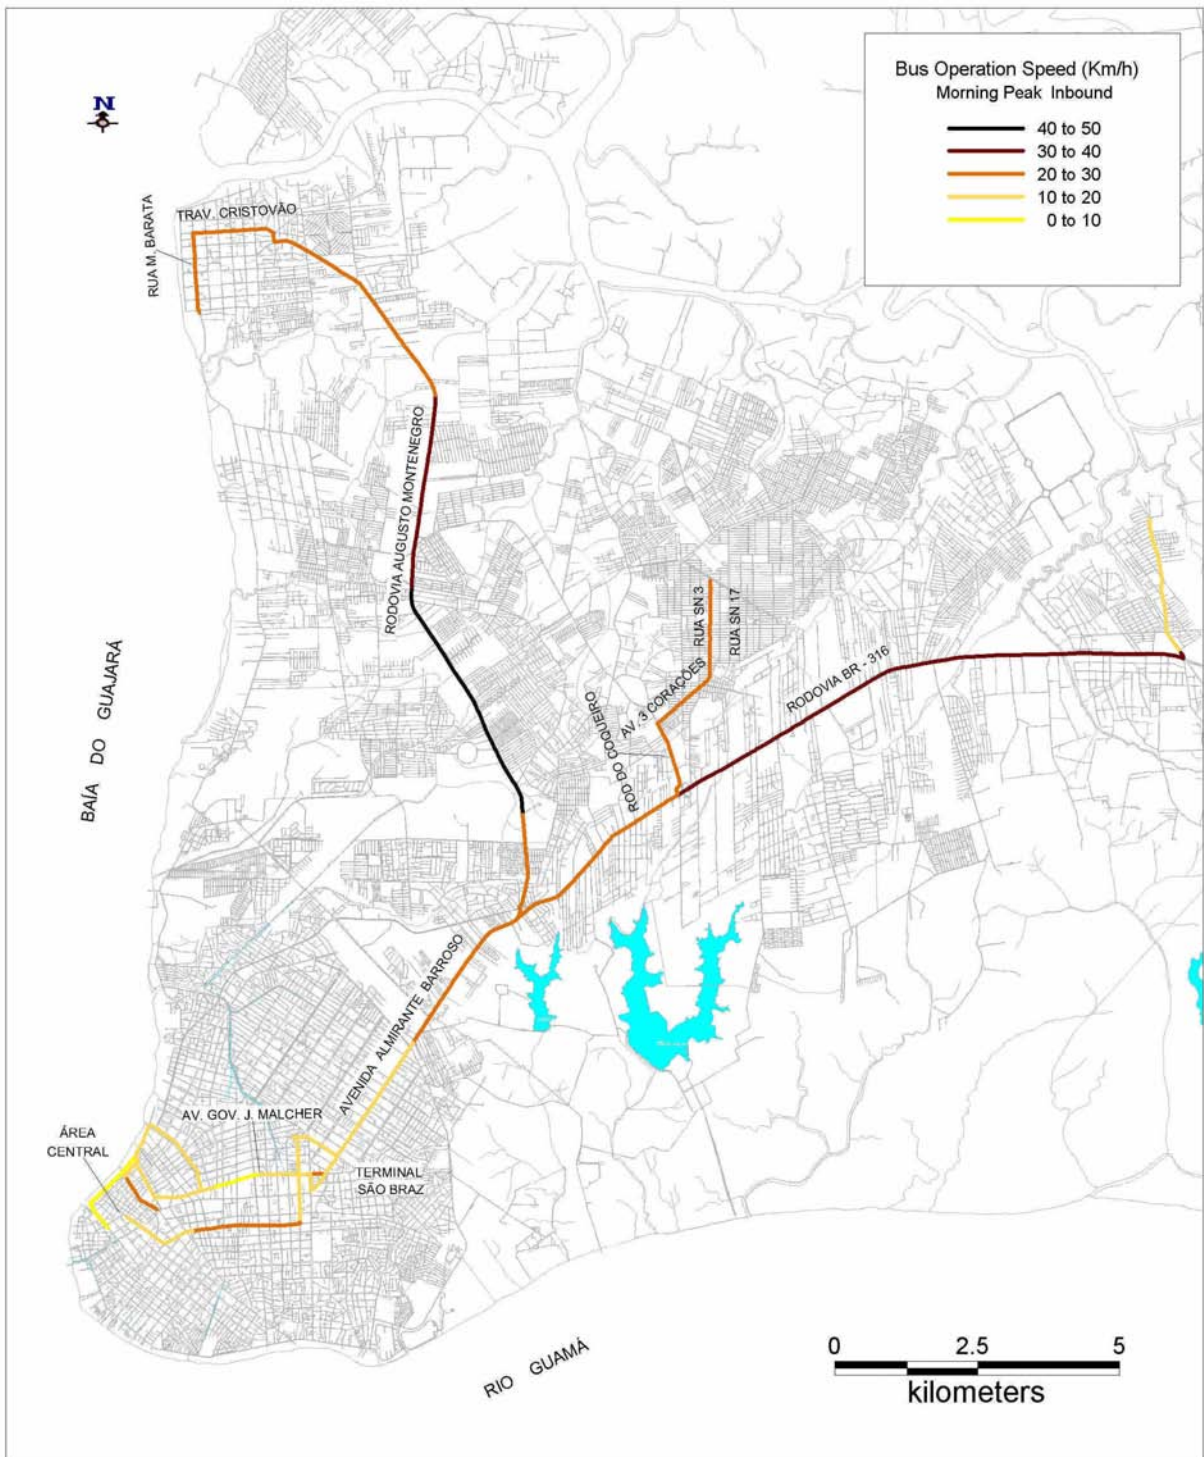 Bus Operation Speed (Km/h)
Morning Peak Inbound
40 to 50
30 to 40
20 to 30
10 to 20
0 to 10
N
TRAV. CRISTOVÃO
RUA M. BARATA
RODOVIA AUGUSTO MONTENEGRO
RUA SN 3
RUA SN 17
AV. 3 CORAÇÕES
ROD DO COQUEIRO
RODOVIA BR - 316
BAÍA DO GUAJARÁ
AVENIDA ALMIRANTE BARROSO
AV. GOV. J. MALCHER
ÁREA
CENTRAL
TERMINAL
SÃO BRAZ
RIO GUAMÁ
0 2.5 5
kilometers